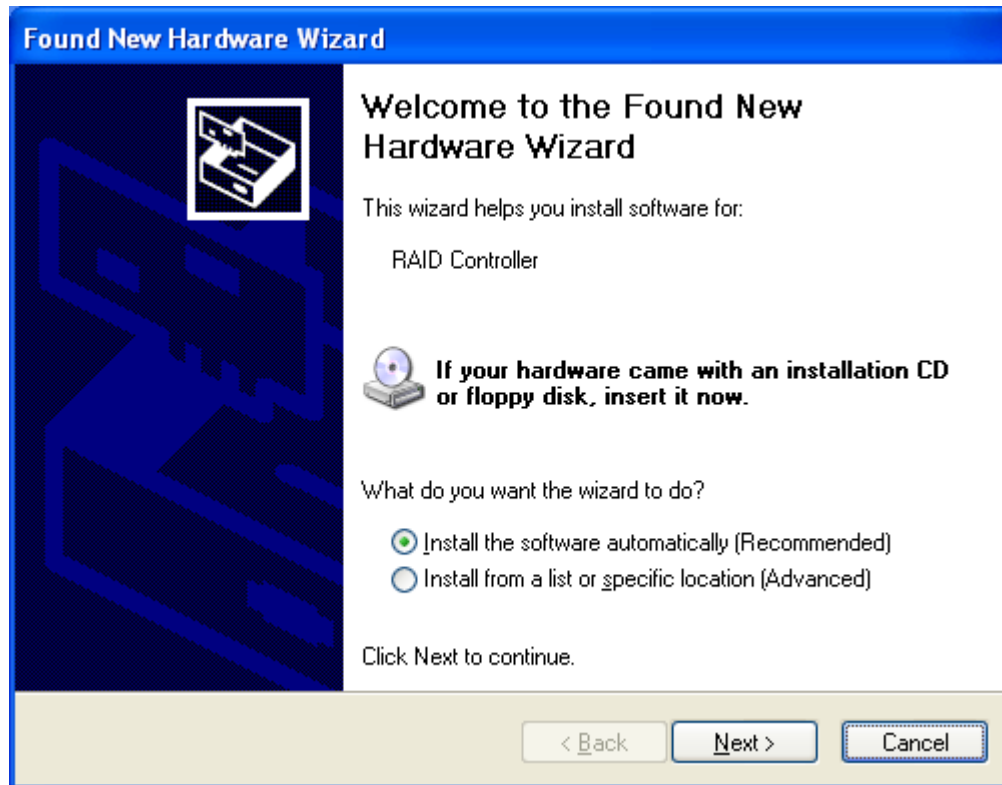 Found New Hardware Wizard
Welcome to the Found New
Hardware Wizard
This wizard helps you install software for:
RAID Controller
If your hardware came with an installation CD
or floppy disk, insert it now.
What do you want the wizard to do?
Install the software automatically (Recommended)
Install from a list or specific location (Advanced)
Click Next to continue.
< Back Next > Cancel